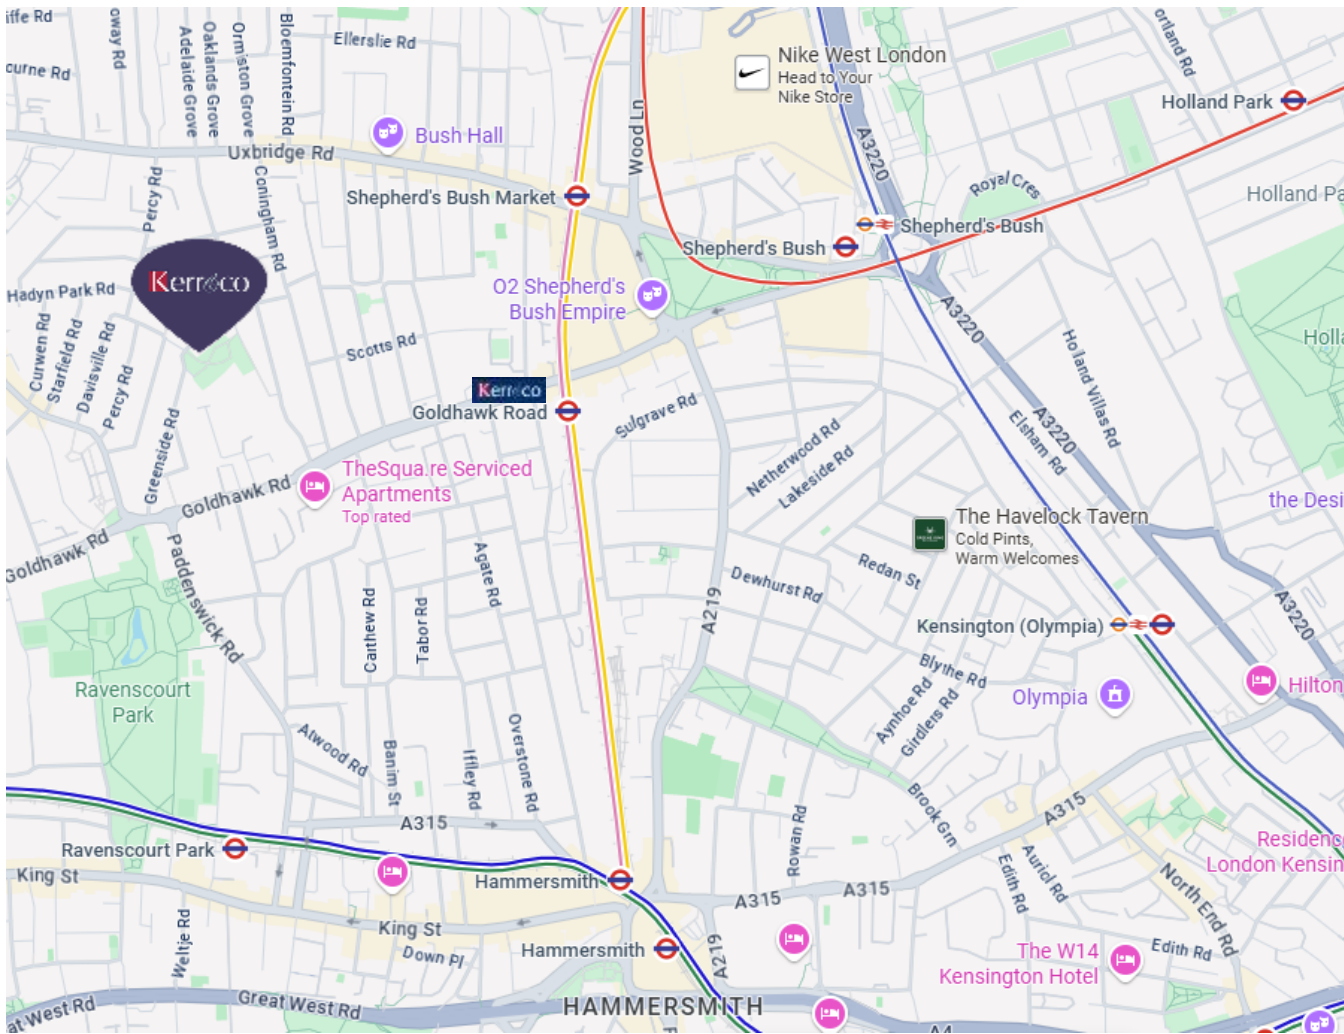 iffe Rd
oway Rd
Adelaide Grove
Oaklands Grove
Ormiston Grove
Bloemfontein Rd
Ellerslie Rd
ourne Rd
Nike West London
Head to Your
Nike Store
ortland Rd
Holland Park
Wood Ln
Bush Hall
Uxbridge Rd
A3220
Percy Rd
Coningham Rd
Shepherd's Bush Market
Royal Cres
Holland Pa
Shepherd's Bush
Shepherd's Bush
Kerr&co
Hadyn Park Rd
O2 Shepherd's
Bush Empire
A3220
Curwen Rd
Starfield Rd
Davisville Rd
Percy Rd
Scotts Rd
Holland Villas Rd
Holla
Kerr&co
Goldhawk Road
Sulgrave Rd
A3220
Elsham Rd
Netherwood Rd
Lakeside Rd
Greenside Rd
Goldhawk Rd
TheSqua.re Serviced
Apartments
Top rated
the Desi
The Havelock Tavern
Cold Pints,
Warm Welcomes
Goldhawk Rd
Paddenswick Rd
Agate Rd
Redan St
Dewhurst Rd
A219
A3220
Cathew Rd
Tabor Rd
Kensington (Olympia)
Blythe Rd
Aynhoe Rd
Girdlers Rd
Olympia
Hilton
Ravenscourt
Park
Atwood Rd
Banim St
Iffley Rd
Overstone Rd
Brook Grn
A315
A315
Rowan Rd
Ravenscourt Park
Residenc
London Kensin
King St
Hammersmith
A315
A315
Edith Rd
Auriol Rd
North End Rd
Weltje Rd
King St
Down Pl
Hammersmith
A219
The W14
Kensington Hotel
Edith Rd
at West Rd
Great West Rd
HAMMERSMITH
A4